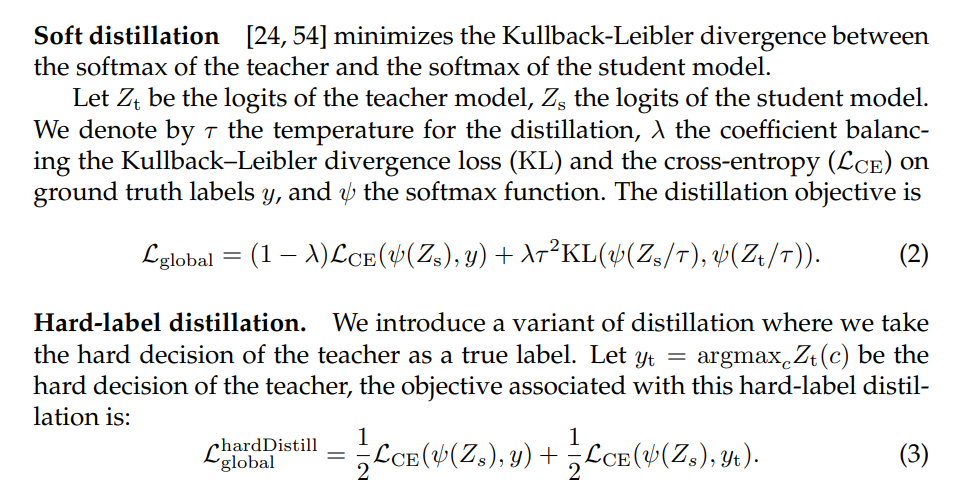 Soft distillation [24, 54] minimizes the Kullback-Leibler divergence between
the softmax of the teacher and the softmax of the student model.
Let Zt be the logits of the teacher model, Zs the logits of the student model.
We denote by τ the temperature for the distillation, λ the coefficient balanc-
ing the Kullback–Leibler divergence loss (KL) and the cross-entropy (ℒCE) on
ground truth labels y, and ψ the softmax function. The distillation objective is
ℒglobal = (1 − λ)ℒCE(ψ(Zs), y) + λτ²KL(ψ(Zs/τ), ψ(Zt/τ)). (2)
Hard-label distillation. We introduce a variant of distillation where we take
the hard decision of the teacher as a true label. Let yt = argmaxcZt(c) be the
hard decision of the teacher, the objective associated with this hard-label distil-
lation is:
ℒ^hardDistill_global = 1/2 ℒCE(ψ(Zs), y) + 1/2 ℒCE(ψ(Zs), yt). (3)